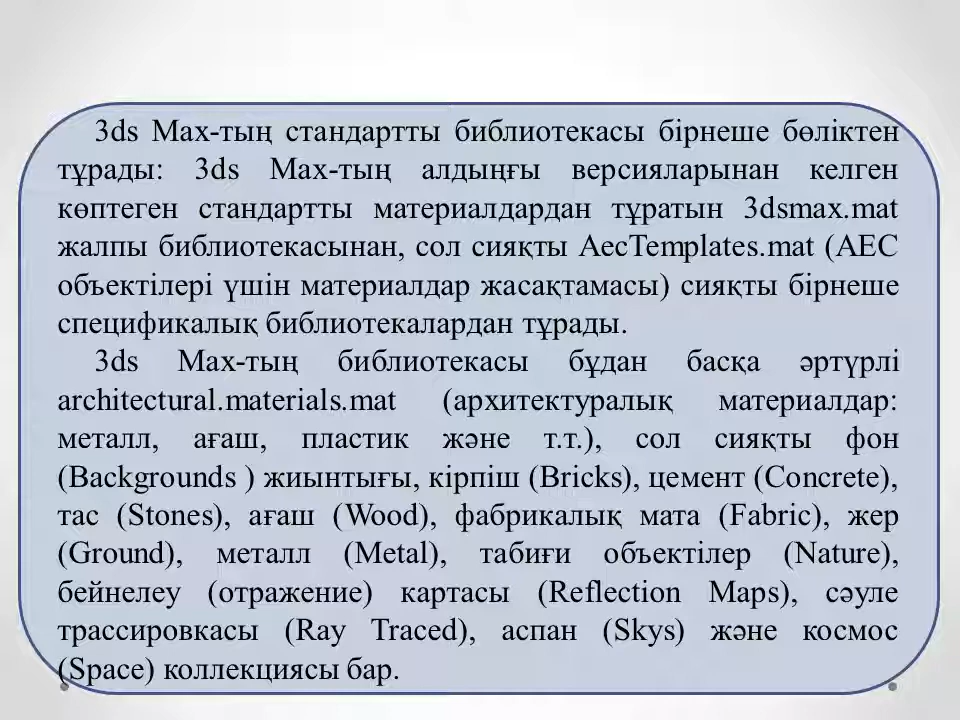 3ds Max-тың стандартты библиотекасы бірнеше бөліктен
тұрады: 3ds Max-тың алдыңғы версияларынан келген
көптеген стандартты материалдардан тұратын 3dsmax.mat
жалпы библиотекасынан, сол сияқты AecTemplates.mat (AEC
объектілері үшін материалдар жасақтамасы) сияқты бірнеше
спецификалық библиотекалардан тұрады.
3ds Max-тың библиотекасы бұдан басқа әртүрлі
architectural.materials.mat (архитектуралық материалдар:
металл, ағаш, пластик және т.т.), сол сияқты фон
(Backgrounds ) жиынтығы, кірпіш (Bricks), цемент (Concrete),
тас (Stones), ағаш (Wood), фабрикалық мата (Fabric), жер
(Ground), металл (Metal), табиғи объектілер (Nature),
бейнелеу (отражение) картасы (Reflection Maps), сәуле
трассировкасы (Ray Traced), аспан (Skys) және космос
(Space) коллекциясы бар.